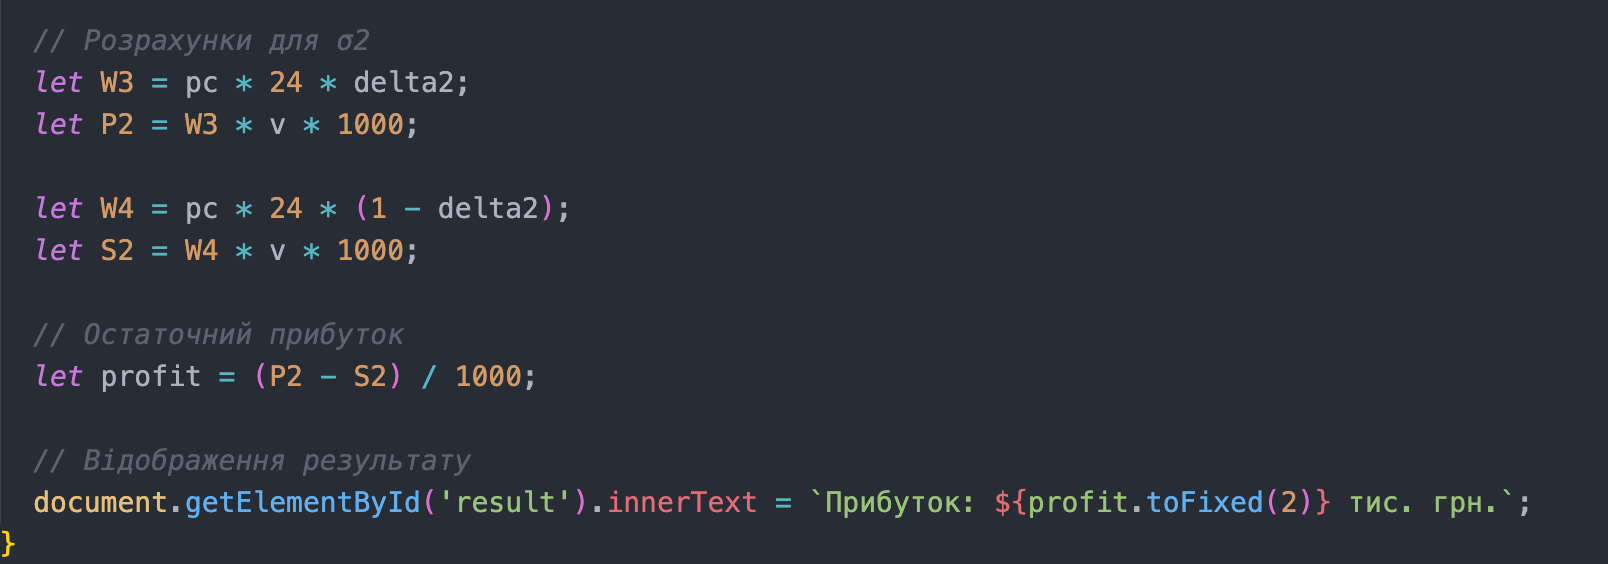 // Розрахунки для σ2
let W3 = pc * 24 * delta2;
let P2 = W3 * v * 1000;
let W4 = pc * 24 * (1 - delta2);
let S2 = W4 * v * 1000;
// Остаточний прибуток
let profit = (P2 - S2) / 1000;
// Відображення результату
document.getElementById('result').innerText = `Прибуток: ${profit.toFixed(2)} тис. грн.`;
}